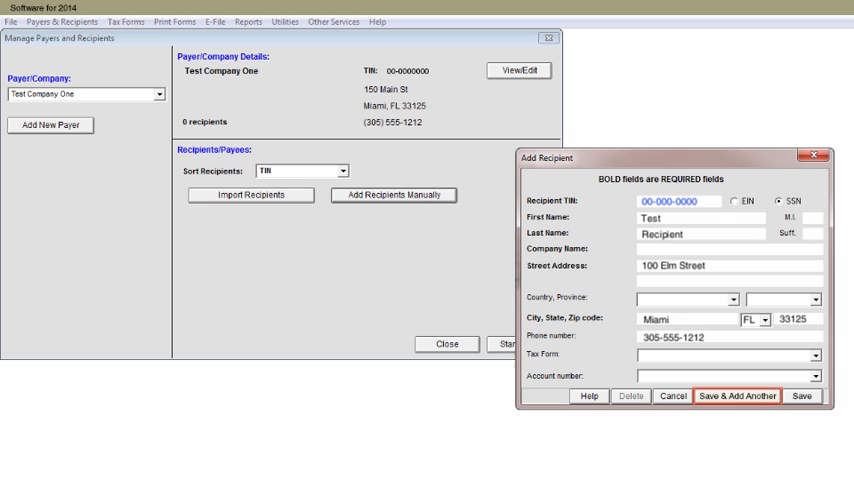 Software for 2014
File Payers & Recipients Tax Forms Print Forms E-File Reports Utilities Other Services Help
Manage Payers and Recipients
Payer/Company:
Test Company One
Add New Payer
Payer/Company Details:
Test Company One TIN: 00-0000000 View/Edit
150 Main St
Miami, FL 33125
0 recipients (305) 555-1212
Recipients/Payees:
Sort Recipients: TIN
Import Recipients Add Recipients Manually
Close
Add Recipient
BOLD fields are REQUIRED fields
Recipient TIN: 00-000-0000 EIN SSN
First Name: Test M.I.
Last Name: Recipient Suff.
Company Name:
Street Address: 100 Elm Street
Country, Province:
City, State, Zip code: Miami FL 33125
Phone number: 305-555-1212
Tax Form:
Account number:
Help Delete Cancel Save & Add Another Save